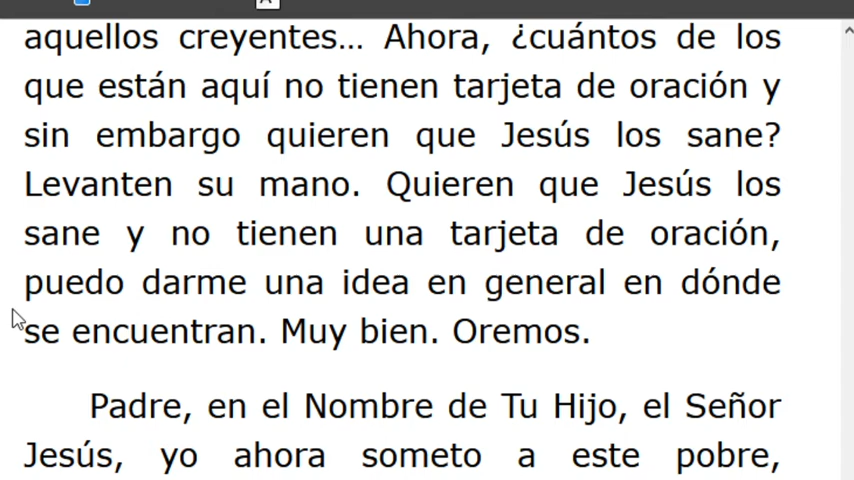 aquellos creyentes… Ahora, ¿cuántos de los
que están aquí no tienen tarjeta de oración y
sin embargo quieren que Jesús los sane?
Levanten su mano. Quieren que Jesús los
sane y no tienen una tarjeta de oración,
puedo darme una idea en general en dónde
se encuentran. Muy bien. Oremos.
Padre, en el Nombre de Tu Hijo, el Señor
Jesús, yo ahora someto a este pobre,